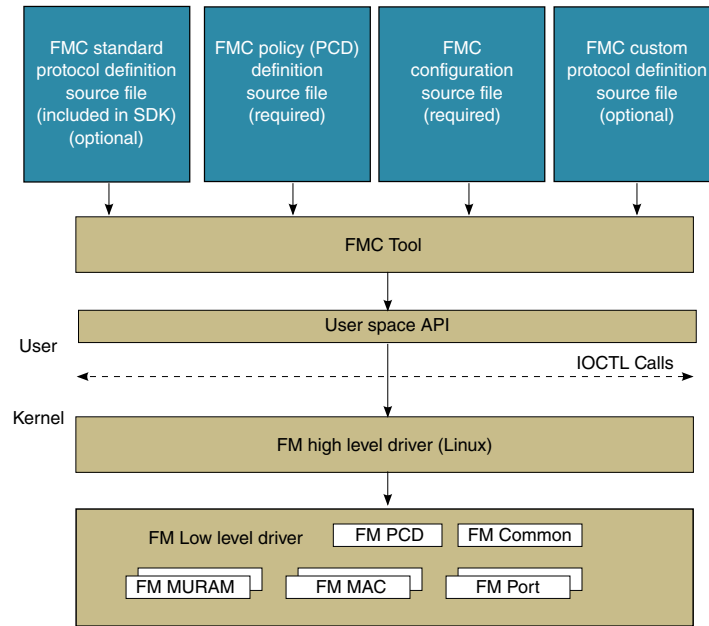 FMC standard
protocol definition
source file
(included in SDK)
(optional)
FMC policy (PCD)
definition
source file
(required)
FMC
configuration
source file
(required)
FMC custom
protocol definition
source file
(optional)
FMC Tool
User space API
User
IOCTL Calls
Kernel
FM high level driver (Linux)
FM Low level driver
FM PCD
FM Common
FM MURAM
FM MAC
FM Port